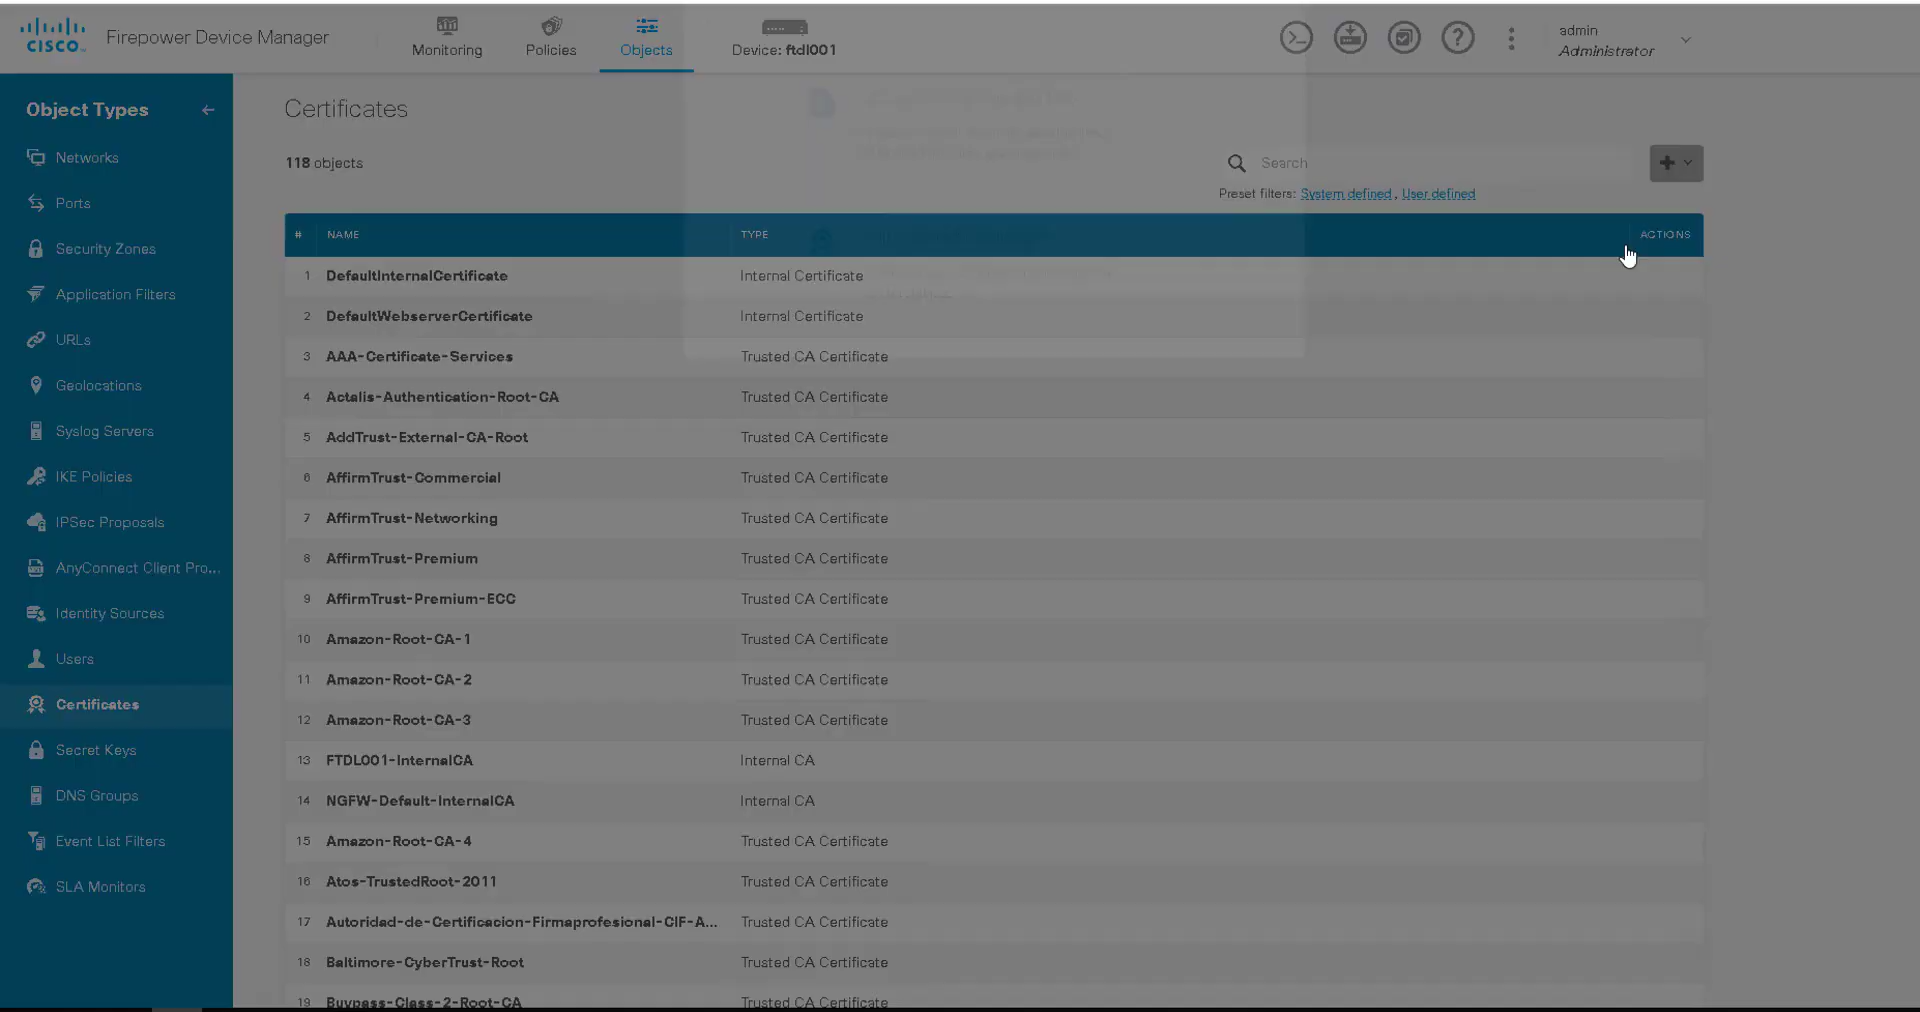 CISCO
Firepower Device Manager
Monitoring
Policies
Objects
Device: ftdl001
admin
Administrator
Object Types
Networks
Ports
Security Zones
Application Filters
URLs
Geolocations
Syslog Servers
IKE Policies
IPSec Proposals
AnyConnect Client Pro...
Identity Sources
Users
Certificates
Secret Keys
DNS Groups
Event List Filters
SLA Monitors
Certificates
118 objects
Search
Preset filters: System defined , User defined
# NAME TYPE ACTIONS
1 DefaultInternalCertificate Internal Certificate
2 DefaultWebserverCertificate Internal Certificate
3 AAA-Certificate-Services Trusted CA Certificate
4 Actalis-Authentication-Root-CA Trusted CA Certificate
5 AddTrust-External-CA-Root Trusted CA Certificate
6 AffirmTrust-Commercial Trusted CA Certificate
7 AffirmTrust-Networking Trusted CA Certificate
8 AffirmTrust-Premium Trusted CA Certificate
9 AffirmTrust-Premium-ECC Trusted CA Certificate
10 Amazon-Root-CA-1 Trusted CA Certificate
11 Amazon-Root-CA-2 Trusted CA Certificate
12 Amazon-Root-CA-3 Trusted CA Certificate
13 FTDL001-InternalCA Internal CA
14 NGFW-Default-InternalCA Internal CA
15 Amazon-Root-CA-4 Trusted CA Certificate
16 Atos-TrustedRoot-2011 Trusted CA Certificate
17 Autoridad-de-Certificacion-Firmaprofesional-CIF-A... Trusted CA Certificate
18 Baltimore-CyberTrust-Root Trusted CA Certificate
19 Buypass-Class-2-Root-CA Trusted CA Certificate